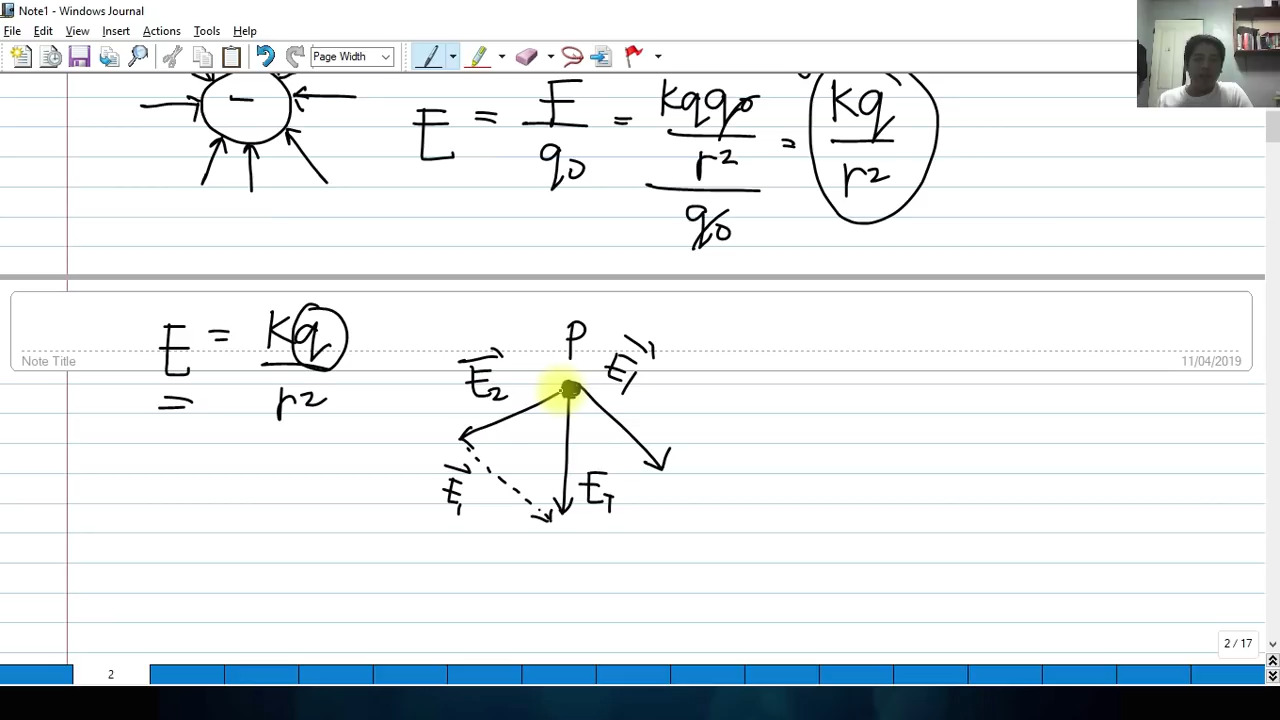 Note1 - Windows Journal
File Edit View Insert Actions Tools Help
Page Width
−
E = F / q0 = kqq0 / r² / q0 = kq / r²
E = kq / r²
P
E2
E1
E1
ET
Note Title
11/04/2019
2 / 17
2